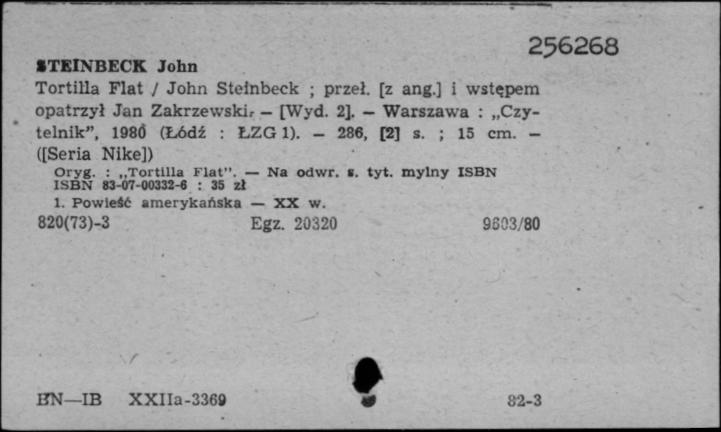 256268
STEINBECK John
Tortilla Flat / John Steinbeck ; przeł. [z ang.] i wstępem
opatrzył Jan Zakrzewski. — [Wyd. 2]. — Warszawa : „Czy-
telnik”, 1980 (Łódź : ŁZG 1). — 286, [2] s. ; 15 cm. —
([Seria Nike])
Oryg. : „Tortilla Flat”. — Na odwr. s. tyt. mylny ISBN
ISBN 83-07-00332-6 : 35 zł
1. Powieść amerykańska — XX w.
820(73)-3 Egz. 20320 9603/80
BN—IB XXIIa-3369 82-3